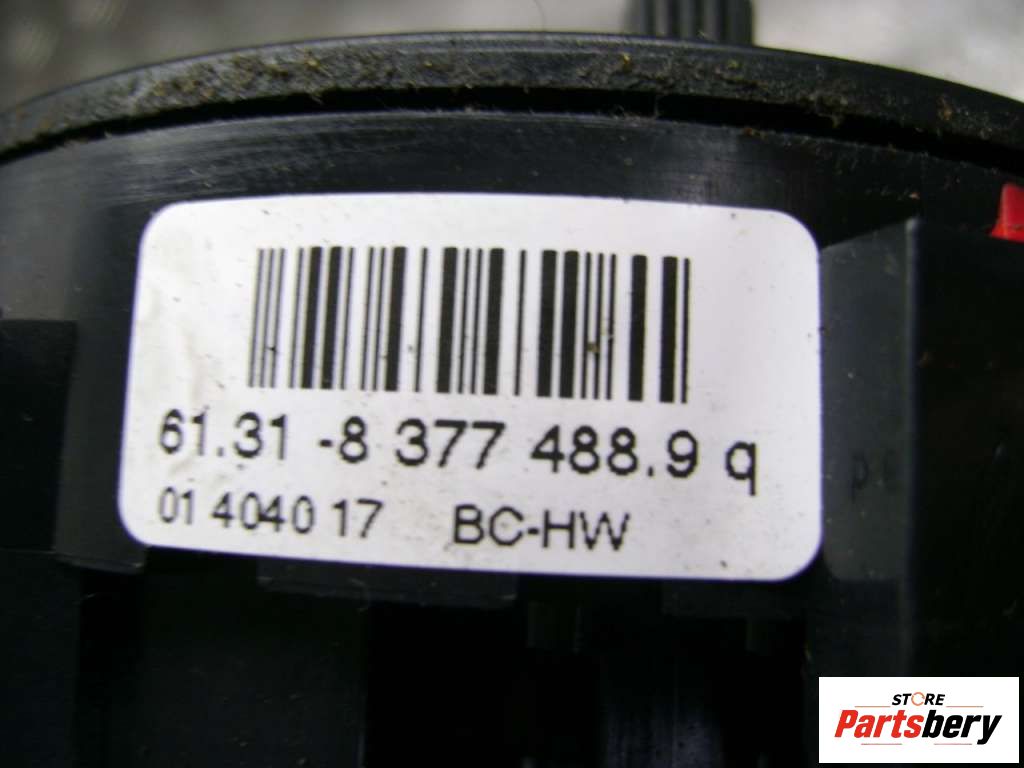 61.31 -8 377 488.9 q
01 4040 17 BC-HW
STORE
Partsbery